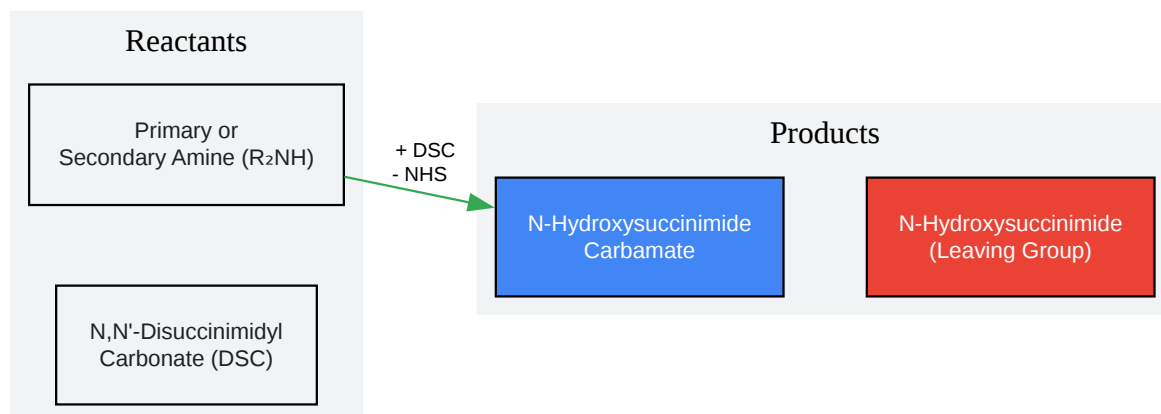 Reactants
Primary or
Secondary Amine (R₂NH)
N,N'-Disuccinimidyl
Carbonate (DSC)
+ DSC
- NHS
Products
N-Hydroxysuccinimide
Carbamate
N-Hydroxysuccinimide
(Leaving Group)